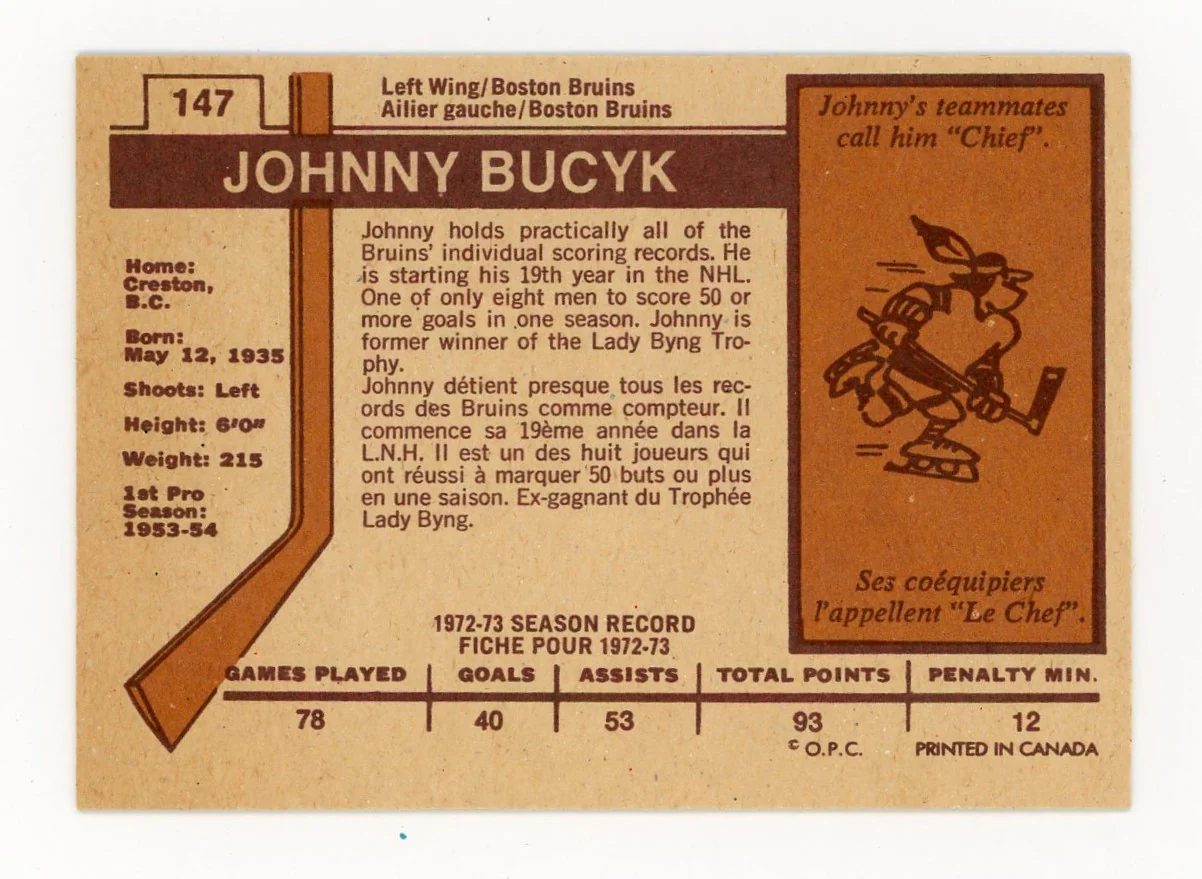 147
Left Wing/Boston Bruins
Ailier gauche/Boston Bruins
JOHNNY BUCYK
Home:
Creston,
B.C.
Born:
May 12, 1935
Shoots: Left
Height: 6'0"
Weight: 215
1st Pro
Season:
1953-54
Johnny holds practically all of the
Bruins' individual scoring records. He
is starting his 19th year in the NHL.
One of only eight men to score 50 or
more goals in one season. Johnny is
former winner of the Lady Byng Tro-
phy.
Johnny détient presque tous les rec-
ords des Bruins comme compteur. Il
commence sa 19ème année dans la
L.N.H. Il est un des huit joueurs qui
ont réussi à marquer 50 buts ou plus
en une saison. Ex-gagnant du Trophée
Lady Byng.
Johnny's teammates
call him "Chief".
Ses coéquipiers
l'appellent "Le Chef".
1972-73 SEASON RECORD
FICHE POUR 1972-73
GAMES PLAYED GOALS ASSISTS TOTAL POINTS PENALTY MIN.
78 40 53 93 12
© O.P.C. PRINTED IN CANADA